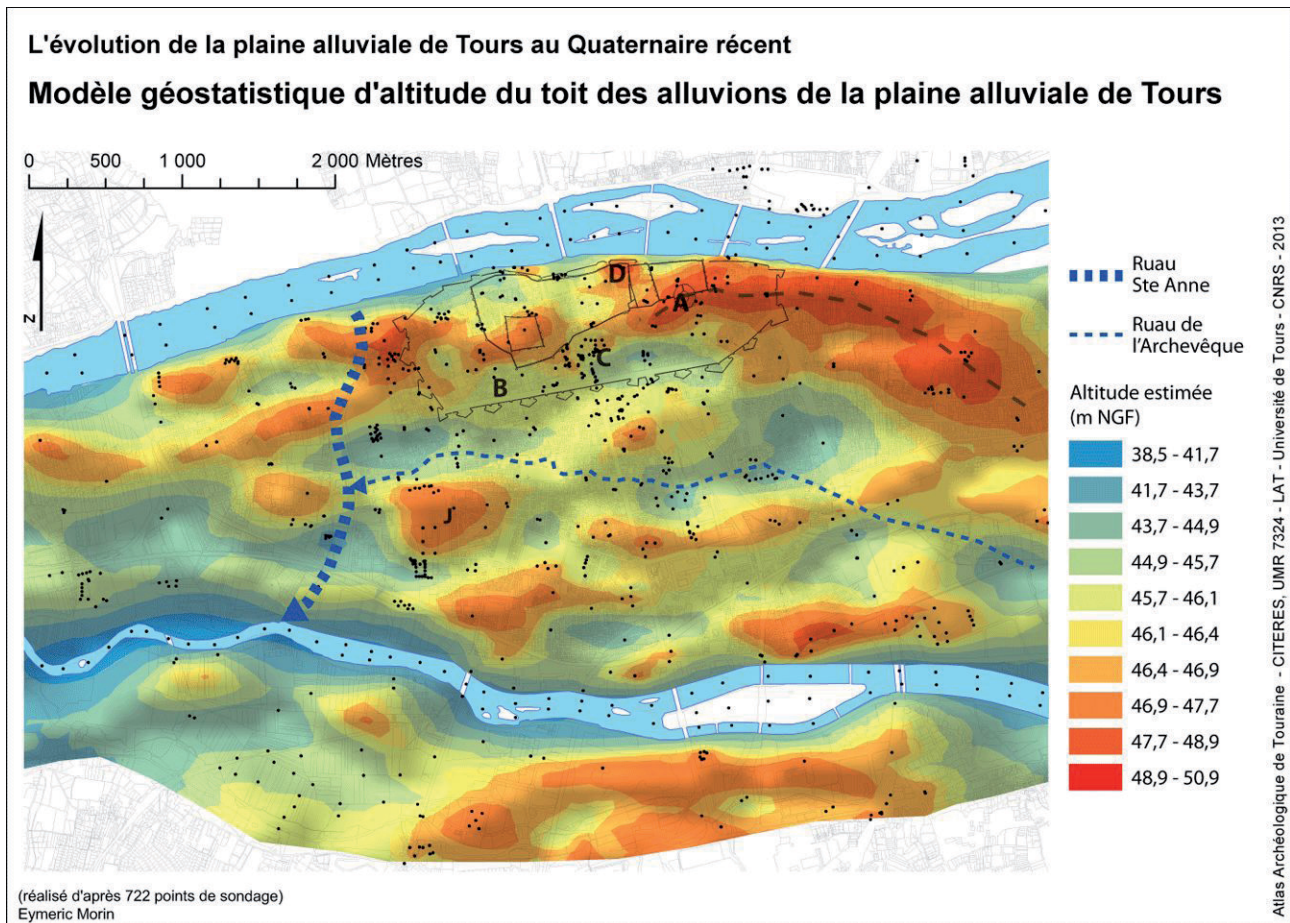 L'évolution de la plaine alluviale de Tours au Quaternaire récent
Modèle géostatistique d'altitude du toit des alluvions de la plaine alluviale de Tours
0 500 1 000 2 000 Mètres
N
D
A
C
B
J
Ruau
Ste Anne
Ruau de
l'Archevêque
Altitude estimée
(m NGF)
38,5 - 41,7
41,7 - 43,7
43,7 - 44,9
44,9 - 45,7
45,7 - 46,1
46,1 - 46,4
46,4 - 46,9
46,9 - 47,7
47,7 - 48,9
48,9 - 50,9
Atlas Archéologique de Touraine - CITERES, UMR 7324 - LAT - Université de Tours - CNRS - 2013
(réalisé d'après 722 points de sondage)
Eymeric Morin